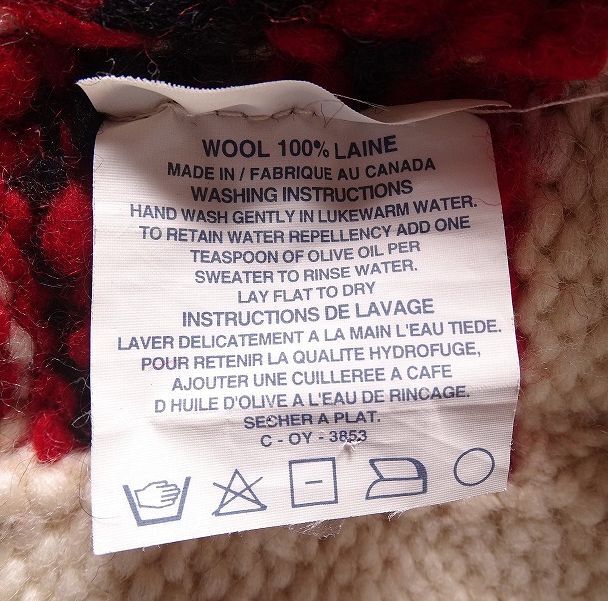 WOOL 100% LAINE
MADE IN / FABRIQUE AU CANADA
WASHING INSTRUCTIONS
HAND WASH GENTLY IN LUKEWARM WATER.
TO RETAIN WATER REPELLENCY ADD ONE
TEASPOON OF OLIVE OIL PER
SWEATER TO RINSE WATER.
LAY FLAT TO DRY
INSTRUCTIONS DE LAVAGE
LAVER DELICATEMENT A LA MAIN L'EAU TIEDE.
POUR RETENIR LA QUALITE HYDROFUGE,
AJOUTER UNE CUILLEREE A CAFE
D HUILE D'OLIVE A L'EAU DE RINCAGE.
SECHER A PLAT.
C - OY - 3853